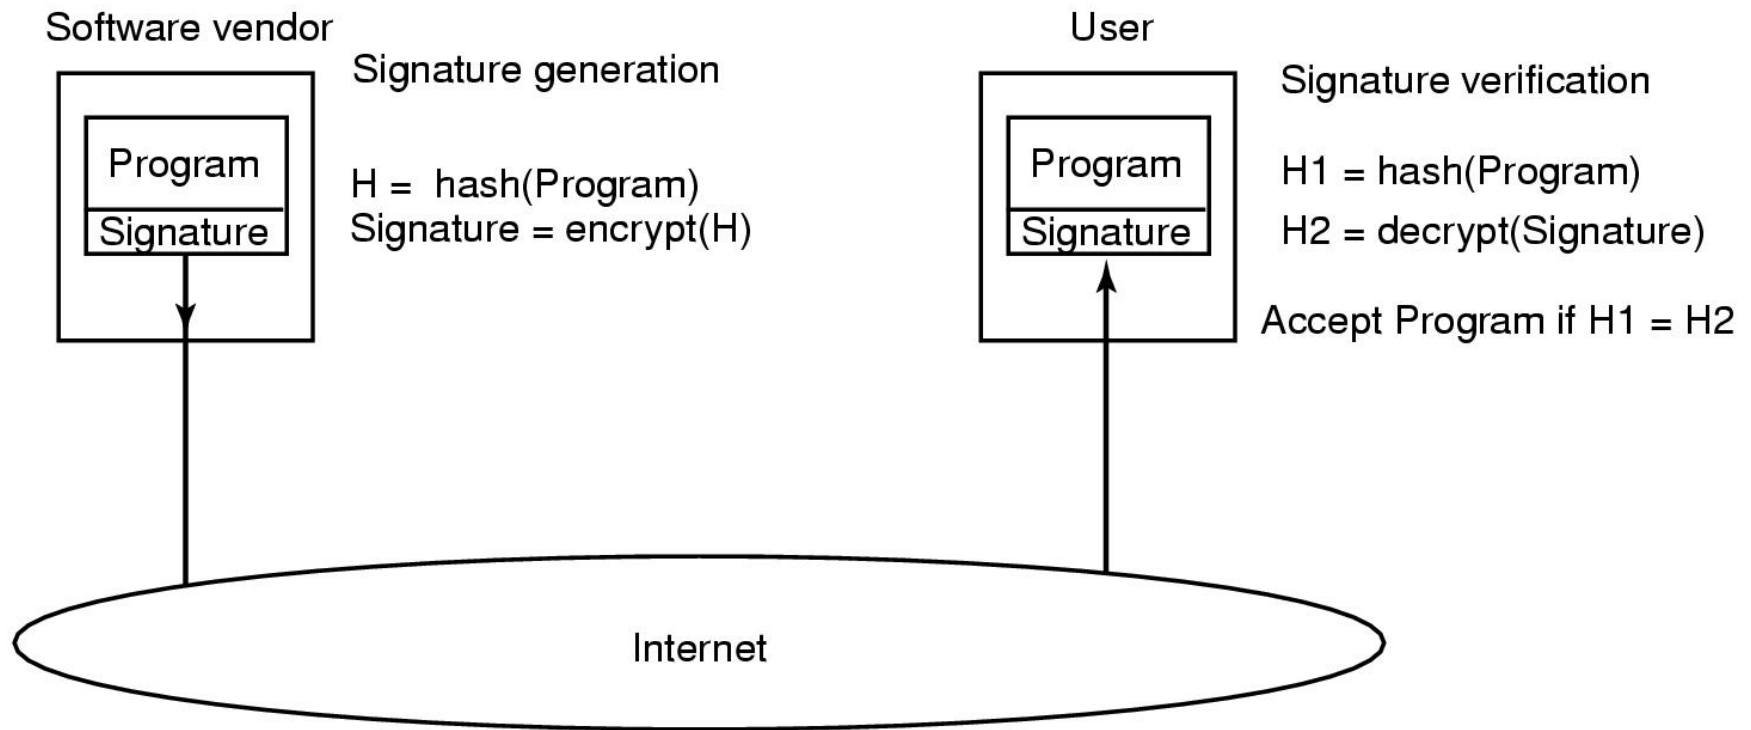 Software vendor
Signature generation
Program
Signature
H = hash(Program)
Signature = encrypt(H)
User
Signature verification
Program
Signature
H1 = hash(Program)
H2 = decrypt(Signature)
Accept Program if H1 = H2
Internet